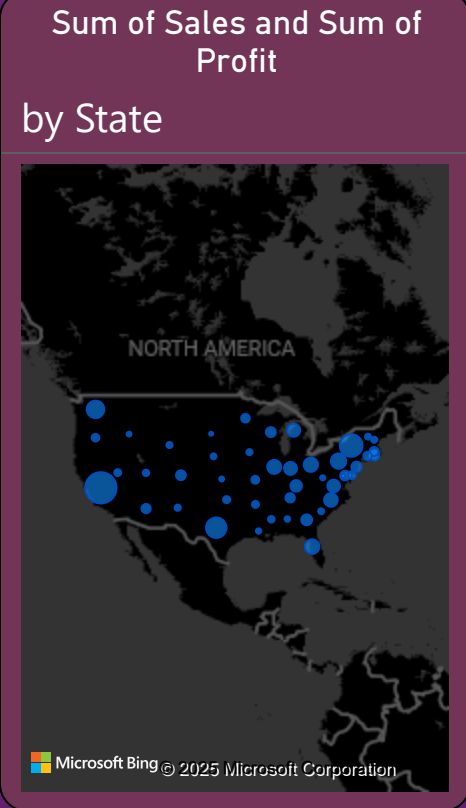 Sum of Sales and Sum of
Profit
by State
NORTH AMERICA
Microsoft Bing
© 2025 Microsoft Corporation